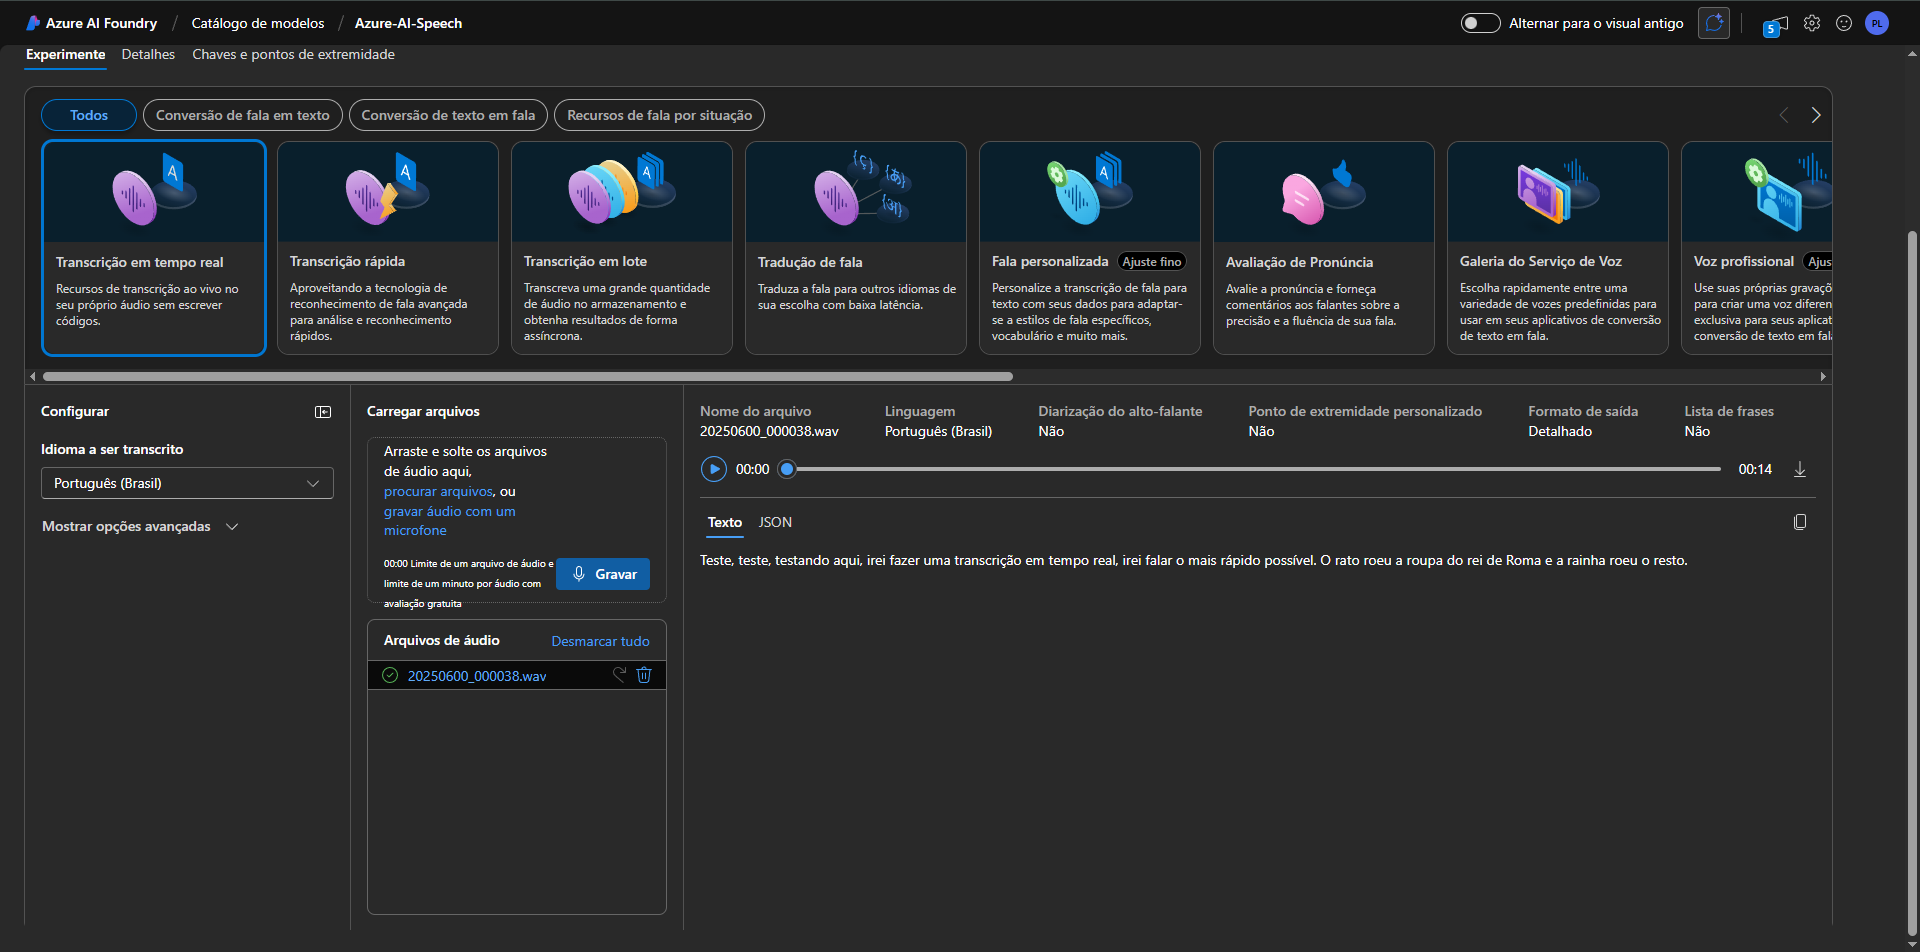 Azure AI Foundry / Catálogo de modelos / Azure-AI-Speech
Alternar para o visual antigo
5
PL
Experimente
Detalhes
Chaves e pontos de extremidade
Todos
Conversão de fala em texto
Conversão de texto em fala
Recursos de fala por situação
Transcrição em tempo real
Recursos de transcrição ao vivo no
seu próprio áudio sem escrever
códigos.
Transcrição rápida
Aproveitando a tecnologia de
reconhecimento de fala avançada
para análise e reconhecimento
rápidos.
Transcrição em lote
Transcreva uma grande quantidade
de áudio no armazenamento e
obtenha resultados de forma
assíncrona.
Tradução de fala
Traduza a fala para outros idiomas de
sua escolha com baixa latência.
Fala personalizada
Ajuste fino
Personalize a transcrição de fala para
texto com seus dados para adaptar-
se a estilos de fala específicos,
vocabulário e muito mais.
Avaliação de Pronúncia
Avalie a pronúncia e forneça
comentários aos falantes sobre a
precisão e a fluência de sua fala.
Galeria do Serviço de Voz
Escolha rapidamente entre uma
variedade de vozes predefinidas para
usar em seus aplicativos de conversão
de texto em fala.
Voz profissional
Ajus
Use suas próprias gravaçõ
para criar uma voz diferen
exclusiva para seus aplicat
conversão de texto em fal
Configurar
Idioma a ser transcrito
Português (Brasil)
Mostrar opções avançadas
Carregar arquivos
Arraste e solte os arquivos
de áudio aqui,
procurar arquivos, ou
gravar áudio com um
microfone
00:00 Limite de um arquivo de áudio e
limite de um minuto por áudio com
avaliação gratuita
Gravar
Arquivos de áudio
Desmarcar tudo
20250600_000038.wav
Nome do arquivo
20250600_000038.wav
Linguagem
Português (Brasil)
Diarização do alto-falante
Não
Ponto de extremidade personalizado
Não
Formato de saída
Detalhado
Lista de frases
Não
00:00
00:14
Texto
JSON
Teste, teste, testando aqui, irei fazer uma transcrição em tempo real, irei falar o mais rápido possível. O rato roeu a roupa do rei de Roma e a rainha roeu o resto.